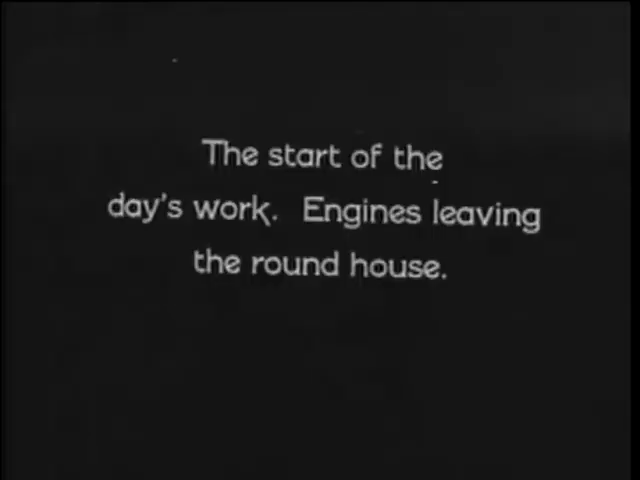 The start of the
day's work.  Engines leaving
the round house.